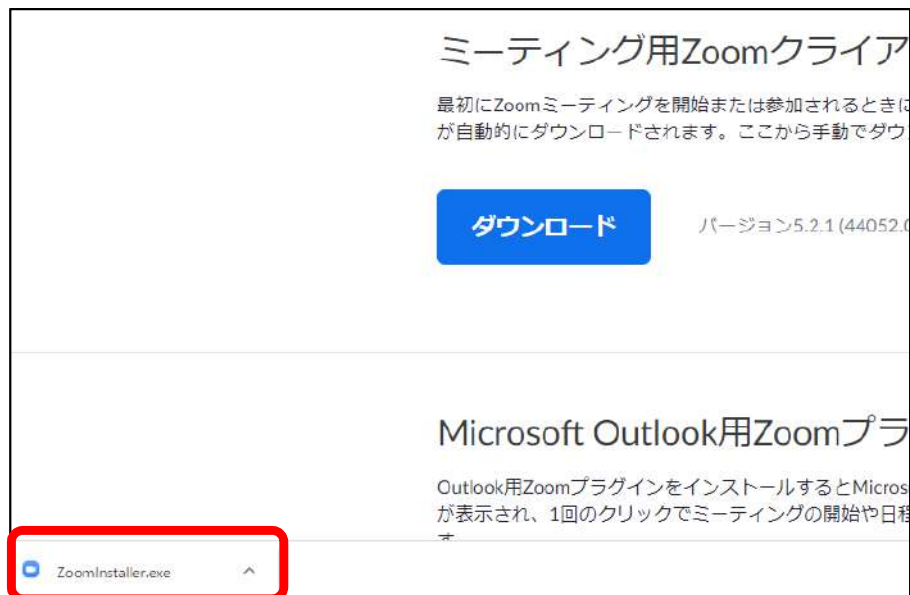 ミーティング用Zoomクライア
最初にZoomミーティングを開始または参加されるときに
が自動的にダウンロードされます。ここから手動でダウ
ダウンロード
バージョン5.2.1 (44052.0
Microsoft Outlook用Zoomプラ
Outlook用ZoomプラグインをインストールするとMicros
が表示され、1回のクリックでミーティングの開始や日程
す
ZoomInstaller.exe